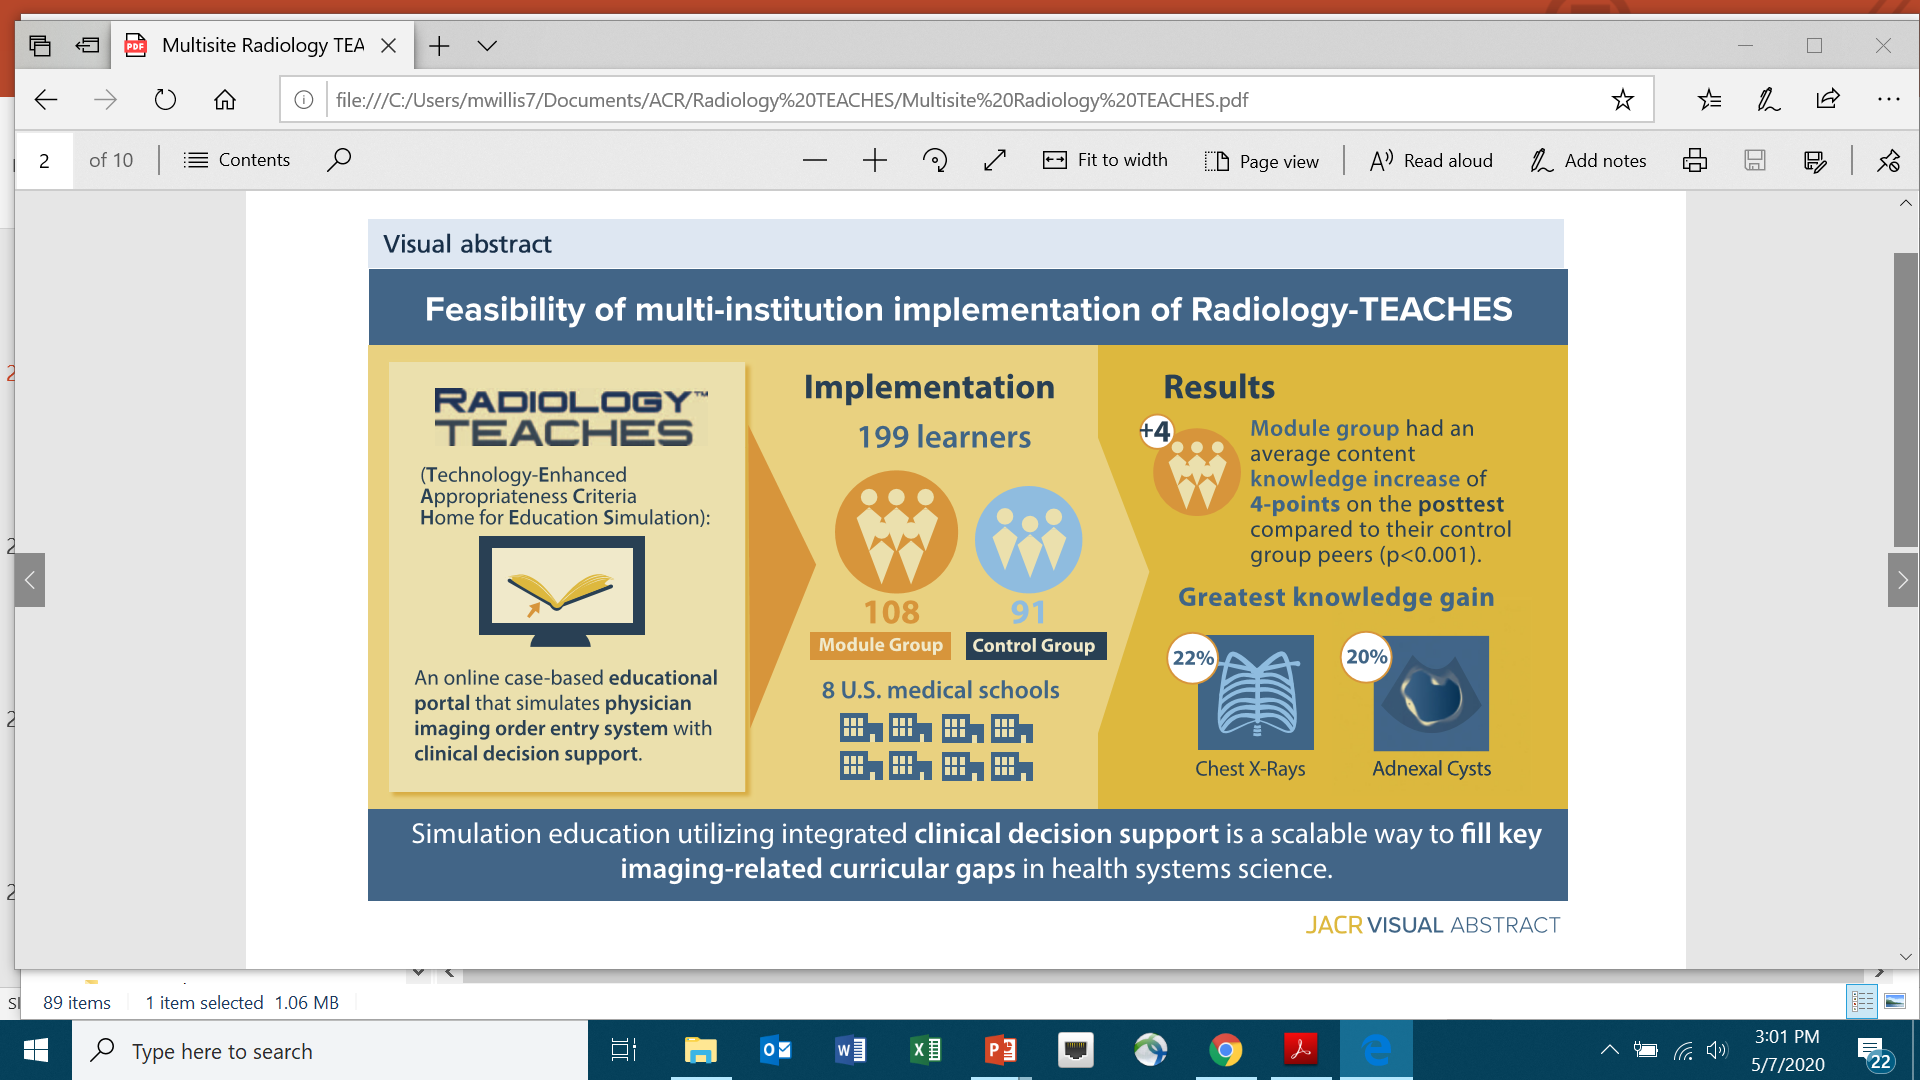 Multisite Radiology TEA
file:///C:/Users/mwillis7/Documents/ACR/Radiology%20TEACHES/Multisite%20Radiology%20TEACHES.pdf
2 of 10 Contents Fit to width Page view Read aloud Add notes
Visual abstract
Feasibility of multi-institution implementation of Radiology-TEACHES
RADIOLOGY™
TEACHES
(Technology-Enhanced
Appropriateness Criteria
Home for Education Simulation):
An online case-based educational
portal that simulates physician
imaging order entry system with
clinical decision support.
Implementation
199 learners
108 91
Module Group Control Group
8 U.S. medical schools
Results
+4
Module group had an
average content
knowledge increase of
4-points on the posttest
compared to their control
group peers (p<0.001).
Greatest knowledge gain
22% 20%
Chest X-Rays Adnexal Cysts
Simulation education utilizing integrated clinical decision support is a scalable way to fill key
imaging-related curricular gaps in health systems science.
JACR VISUAL ABSTRACT
89 items 1 item selected 1.06 MB
Type here to search
3:01 PM
5/7/2020
22